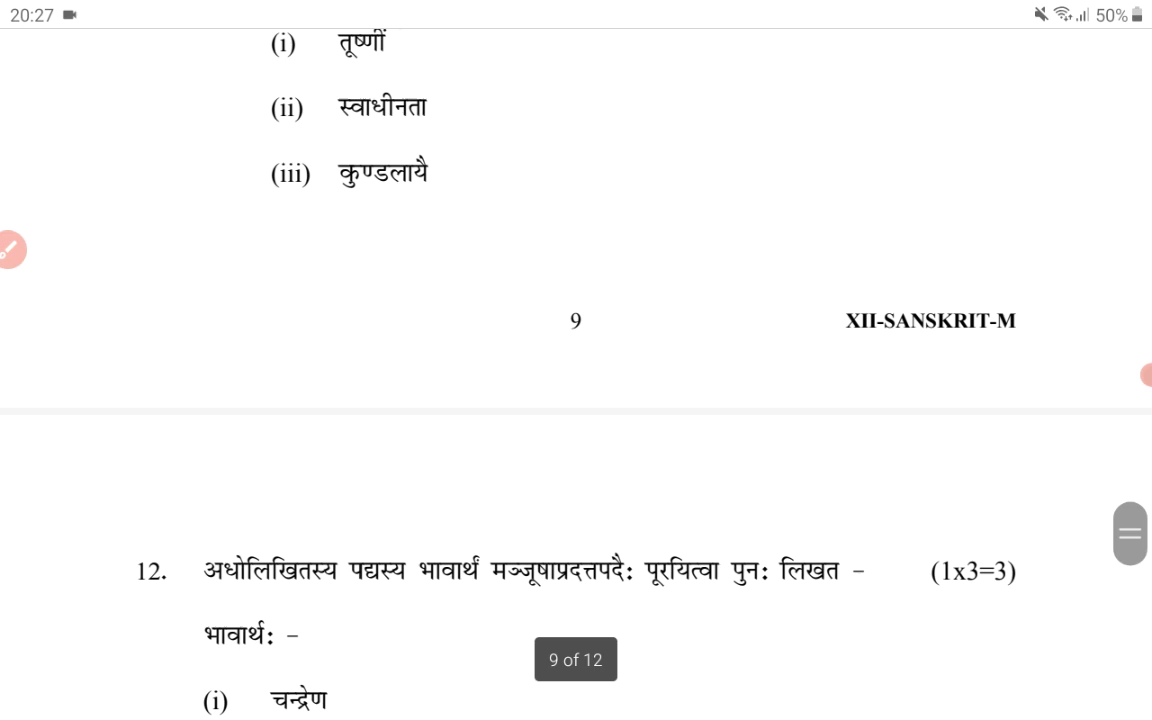 20:27 50%
(i) तूष्णीं
(ii) स्वाधीनता
(iii) कुण्डलायै
9 XII-SANSKRIT-M
12. अधोलिखितस्य पद्यस्य भावार्थं मञ्जूषाप्रदत्तपदै: पूरयित्वा पुन: लिखत – (1x3=3)
भावार्थ: –
9 of 12
(i) चन्द्रेण